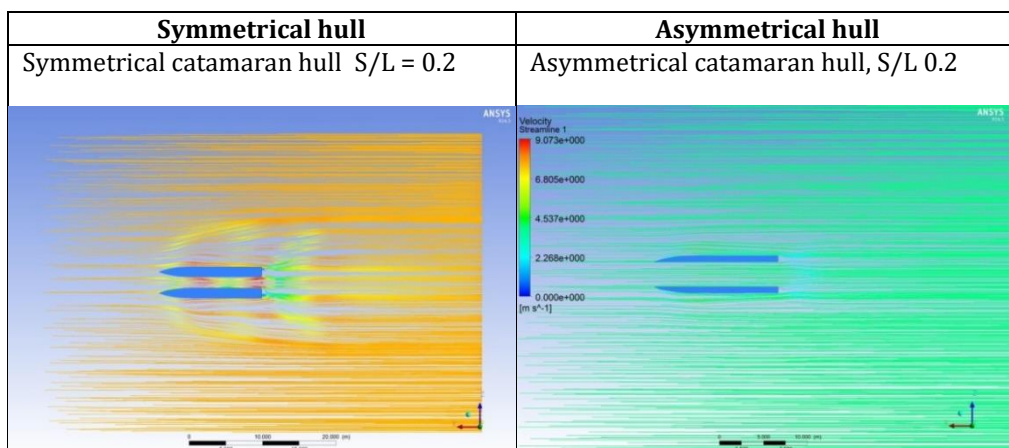 Symmetrical hull
Asymmetrical hull
Symmetrical catamaran hull S/L = 0.2
Asymmetrical catamaran hull, S/L 0.2
ANSYS
ANSYS
Velocity
Streamline 1
9.073e+000
6.805e+000
4.537e+000
2.268e+000
0.000e+000
[m s^-1]
0 10.000 20.000 (m)
0 5.000 10.000 (m)